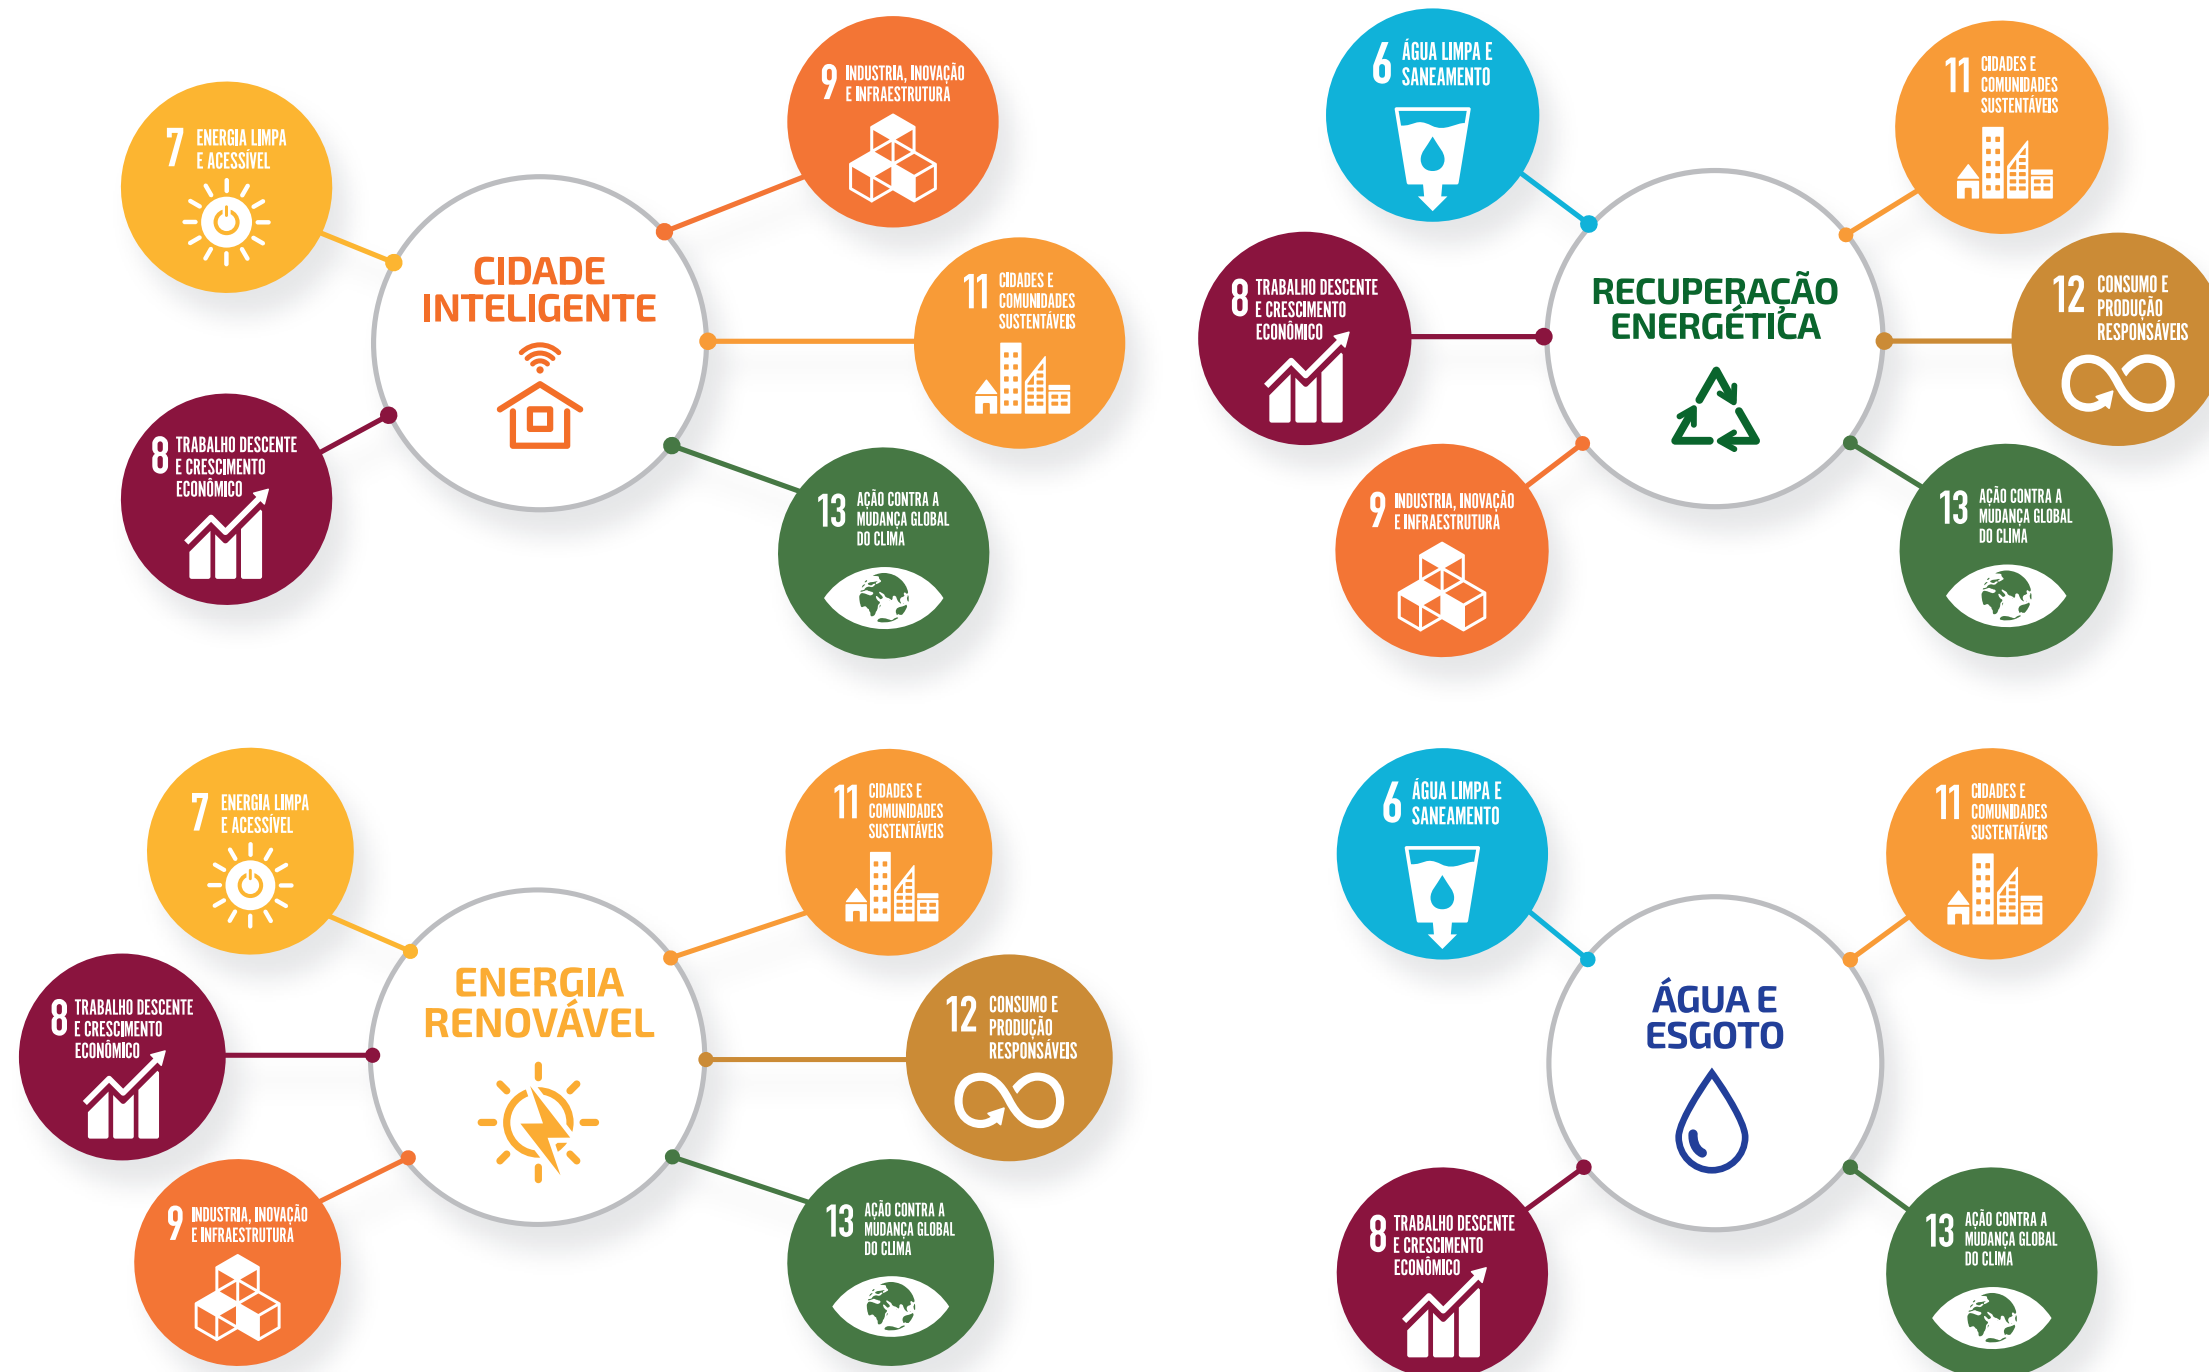 7 ENERGIA LIMPA
E ACESSÍVEL
9 INDUSTRIA, INOVAÇÃO
E INFRAESTRUTURA
CIDADE
INTELIGENTE
11 CIDADES E
COMUNIDADES
SUSTENTÁVEIS
8 TRABALHO DESCENTE
E CRESCIMENTO
ECONÔMICO
13 AÇÃO CONTRA A
MUDANÇA GLOBAL
DO CLIMA
6 ÁGUA LIMPA E
SANEAMENTO
11 CIDADES E
COMUNIDADES
SUSTENTÁVEIS
8 TRABALHO DESCENTE
E CRESCIMENTO
ECONÔMICO
RECUPERAÇÃO
ENERGÉTICA
12 CONSUMO E
PRODUÇÃO
RESPONSÁVEIS
9 INDUSTRIA, INOVAÇÃO
E INFRAESTRUTURA
13 AÇÃO CONTRA A
MUDANÇA GLOBAL
DO CLIMA
7 ENERGIA LIMPA
E ACESSÍVEL
11 CIDADES E
COMUNIDADES
SUSTENTÁVEIS
8 TRABALHO DESCENTE
E CRESCIMENTO
ECONÔMICO
ENERGIA
RENOVÁVEL
12 CONSUMO E
PRODUÇÃO
RESPONSÁVEIS
9 INDUSTRIA, INOVAÇÃO
E INFRAESTRUTURA
13 AÇÃO CONTRA A
MUDANÇA GLOBAL
DO CLIMA
6 ÁGUA LIMPA E
SANEAMENTO
11 CIDADES E
COMUNIDADES
SUSTENTÁVEIS
ÁGUA E
ESGOTO
8 TRABALHO DESCENTE
E CRESCIMENTO
ECONÔMICO
13 AÇÃO CONTRA A
MUDANÇA GLOBAL
DO CLIMA